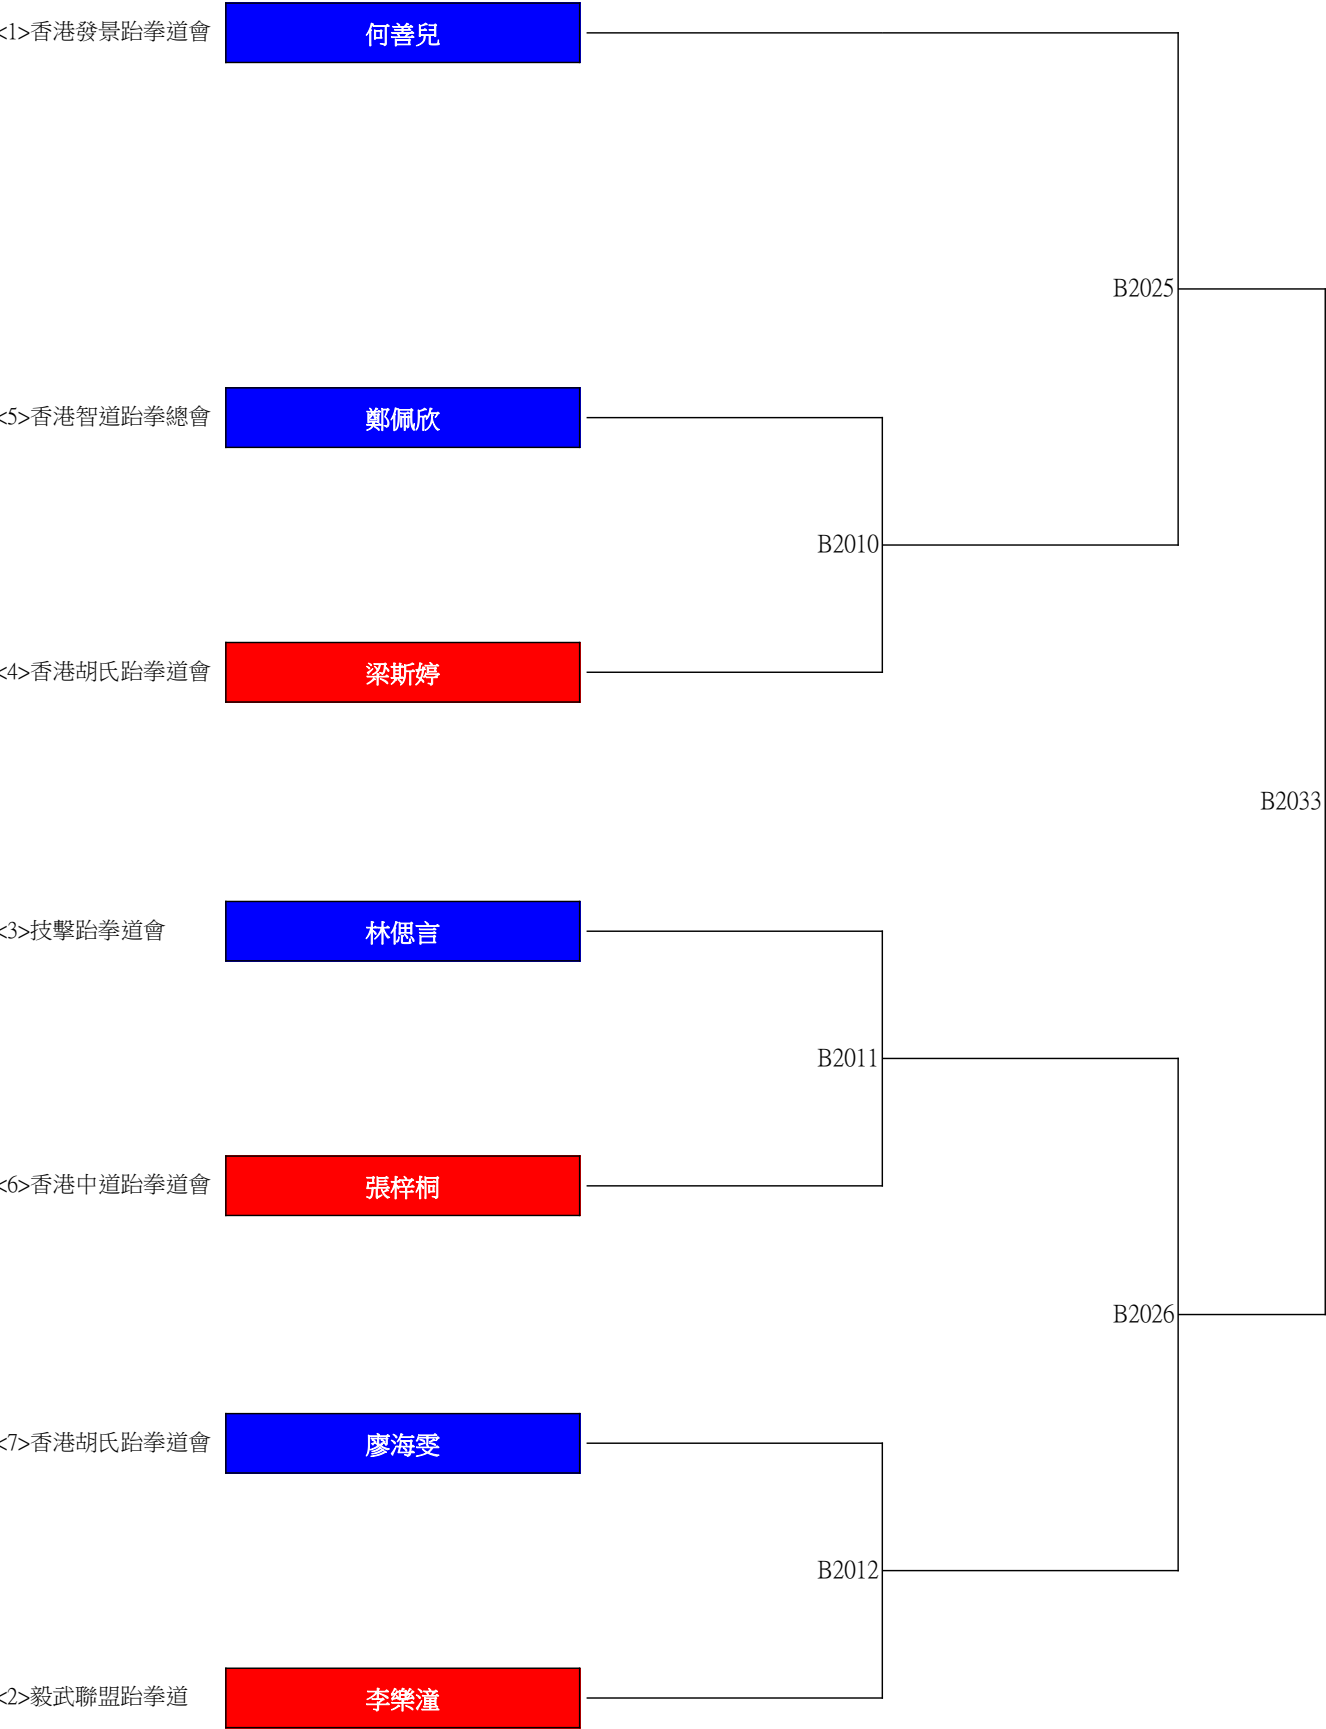 <1>香港發景跆拳道會 何善兒
B2025
<5>香港智道跆拳總會 鄭佩欣
B2010
<4>香港胡氏跆拳道會 梁斯婷
B2033
<3>技擊跆拳道會 林偲言
B2011
<6>香港中道跆拳道會 張梓桐
B2026
<7>香港胡氏跆拳道會 廖海雯
B2012
<2>毅武聯盟跆拳道 李樂潼